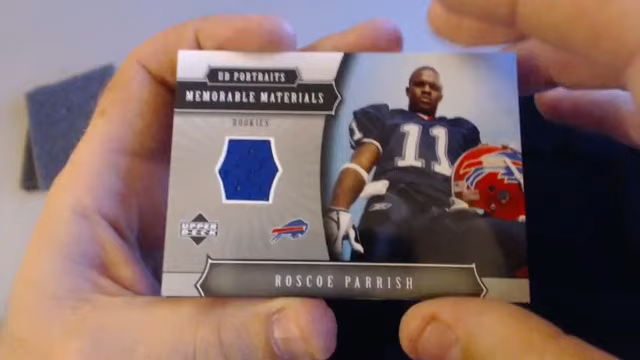 UD PORTRAITS
MEMORABLE MATERIALS
ROOKIES
11
UPPER
DECK
ROSCOE PARRISH